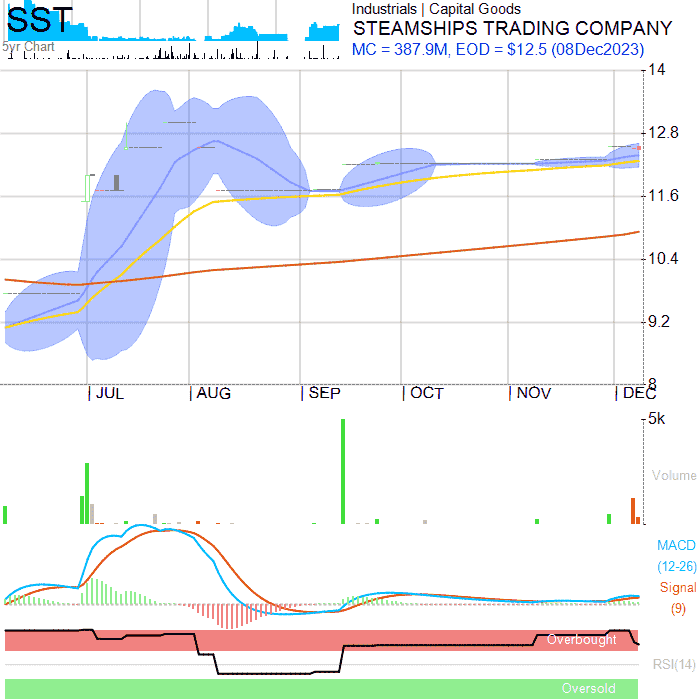 SST
Industrials | Capital Goods
STEAMSHIPS TRADING COMPANY
5yr Chart
MC = 387.9M, EOD = $12.5 (08Dec2023)
14
12.8
11.6
10.4
9.2
8
JUL AUG SEP OCT NOV DEC
5k
Volume
MACD
(12-26)
Signal
(9)
Overbought
RSI(14)
Oversold